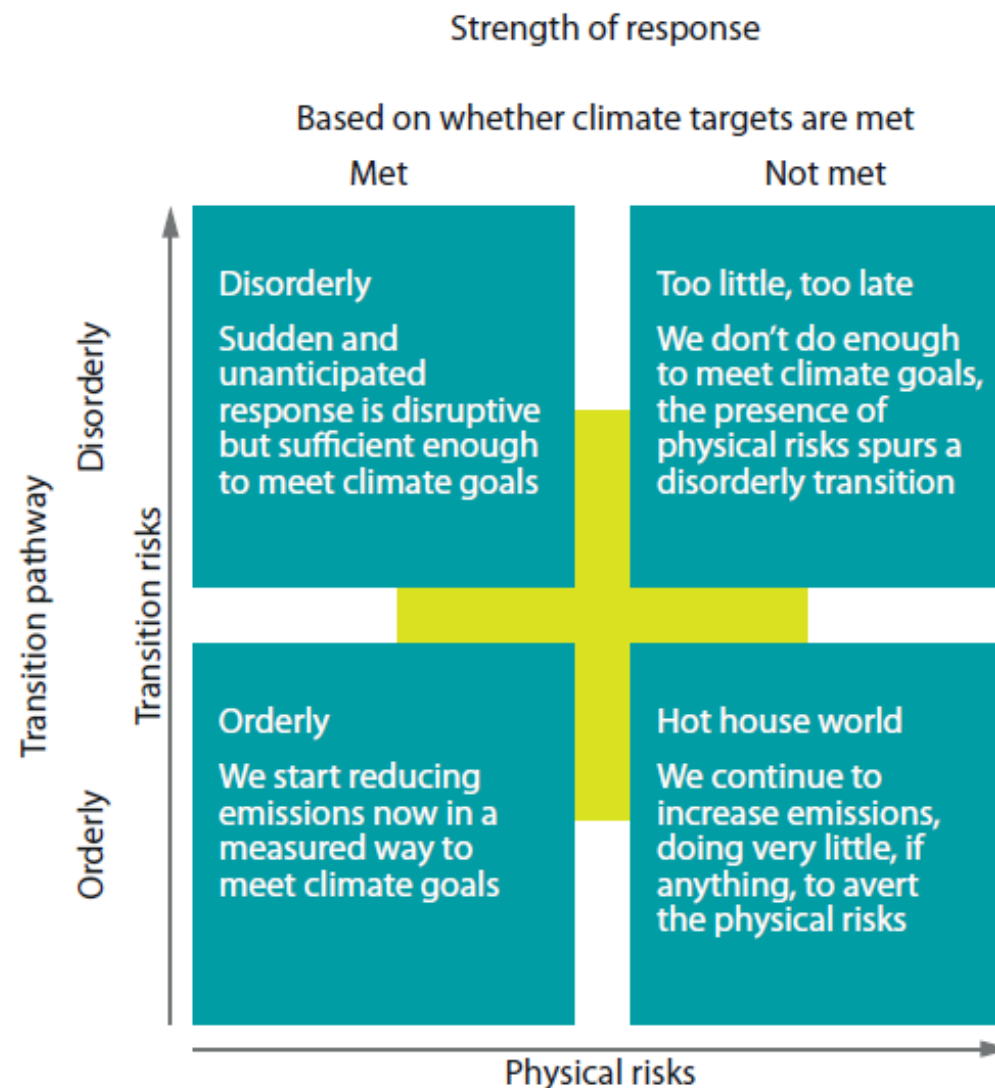 Strength of response
Based on whether climate targets are met
Met
Not met
Transition pathway
Disorderly
Orderly
Transition risks
Disorderly
Sudden and
unanticipated
response is disruptive
but sufficient enough
to meet climate goals
Too little, too late
We don’t do enough
to meet climate goals,
the presence of
physical risks spurs a
disorderly transition
Orderly
We start reducing
emissions now in a
measured way to
meet climate goals
Hot house world
We continue to
increase emissions,
doing very little, if
anything, to avert
the physical risks
Physical risks